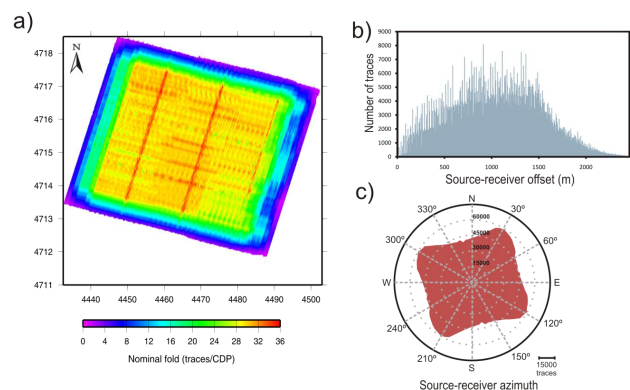 a)
N
4718
4717
4716
4715
4714
4713
4712
4711
4440 4450 4460 4470 4480 4490 4500
0 4 8 12 16 20 24 28 32 36
Nominal fold (traces/CDP)
b)
Number of traces
9000
8000
7000
6000
5000
4000
3000
2000
1000
0
0 500 1000 1500 2000
Source-receiver offset (m)
c)
N
330º 30º
300º 60º
W E
240º 120º
210º 150º
S
60000
45000
30000
15000
15000
traces
Source-receiver azimuth